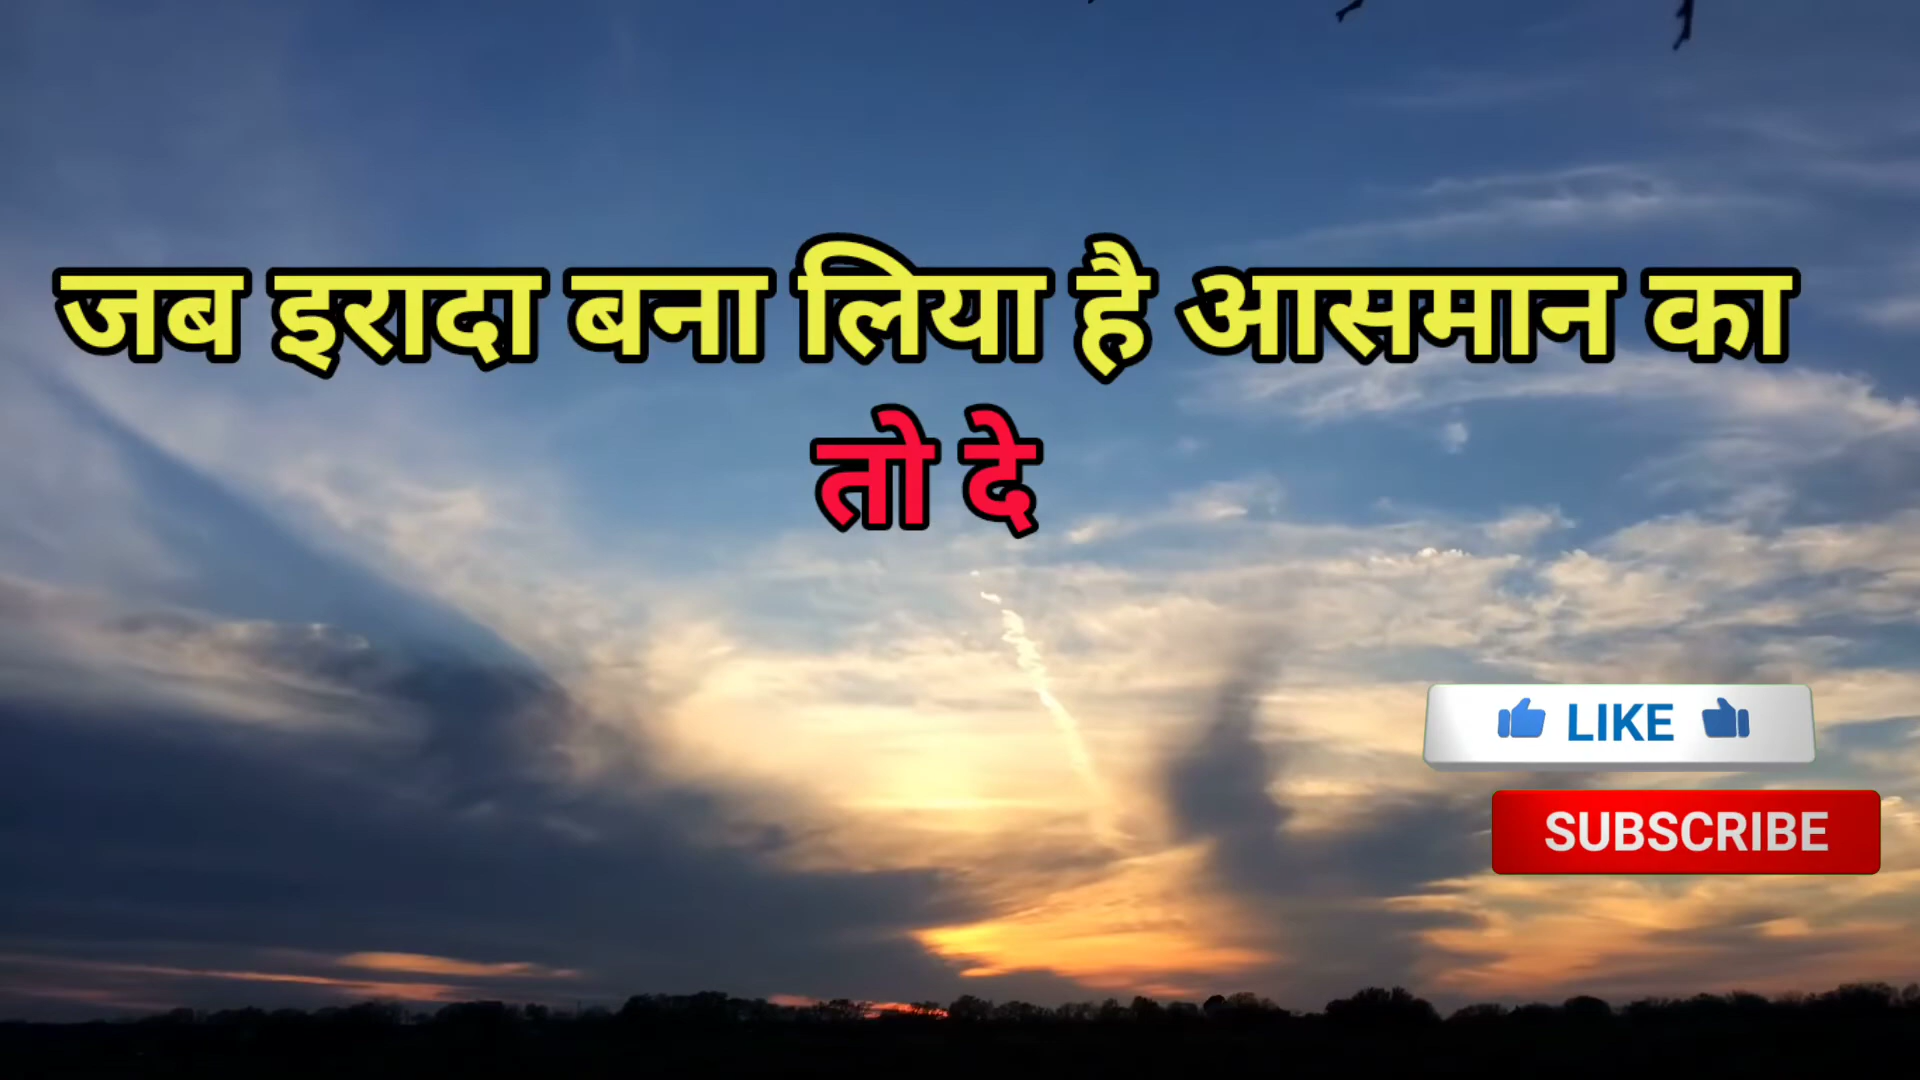 जब इरादा बना लिया है आसमान का
तो दे
LIKE
SUBSCRIBE